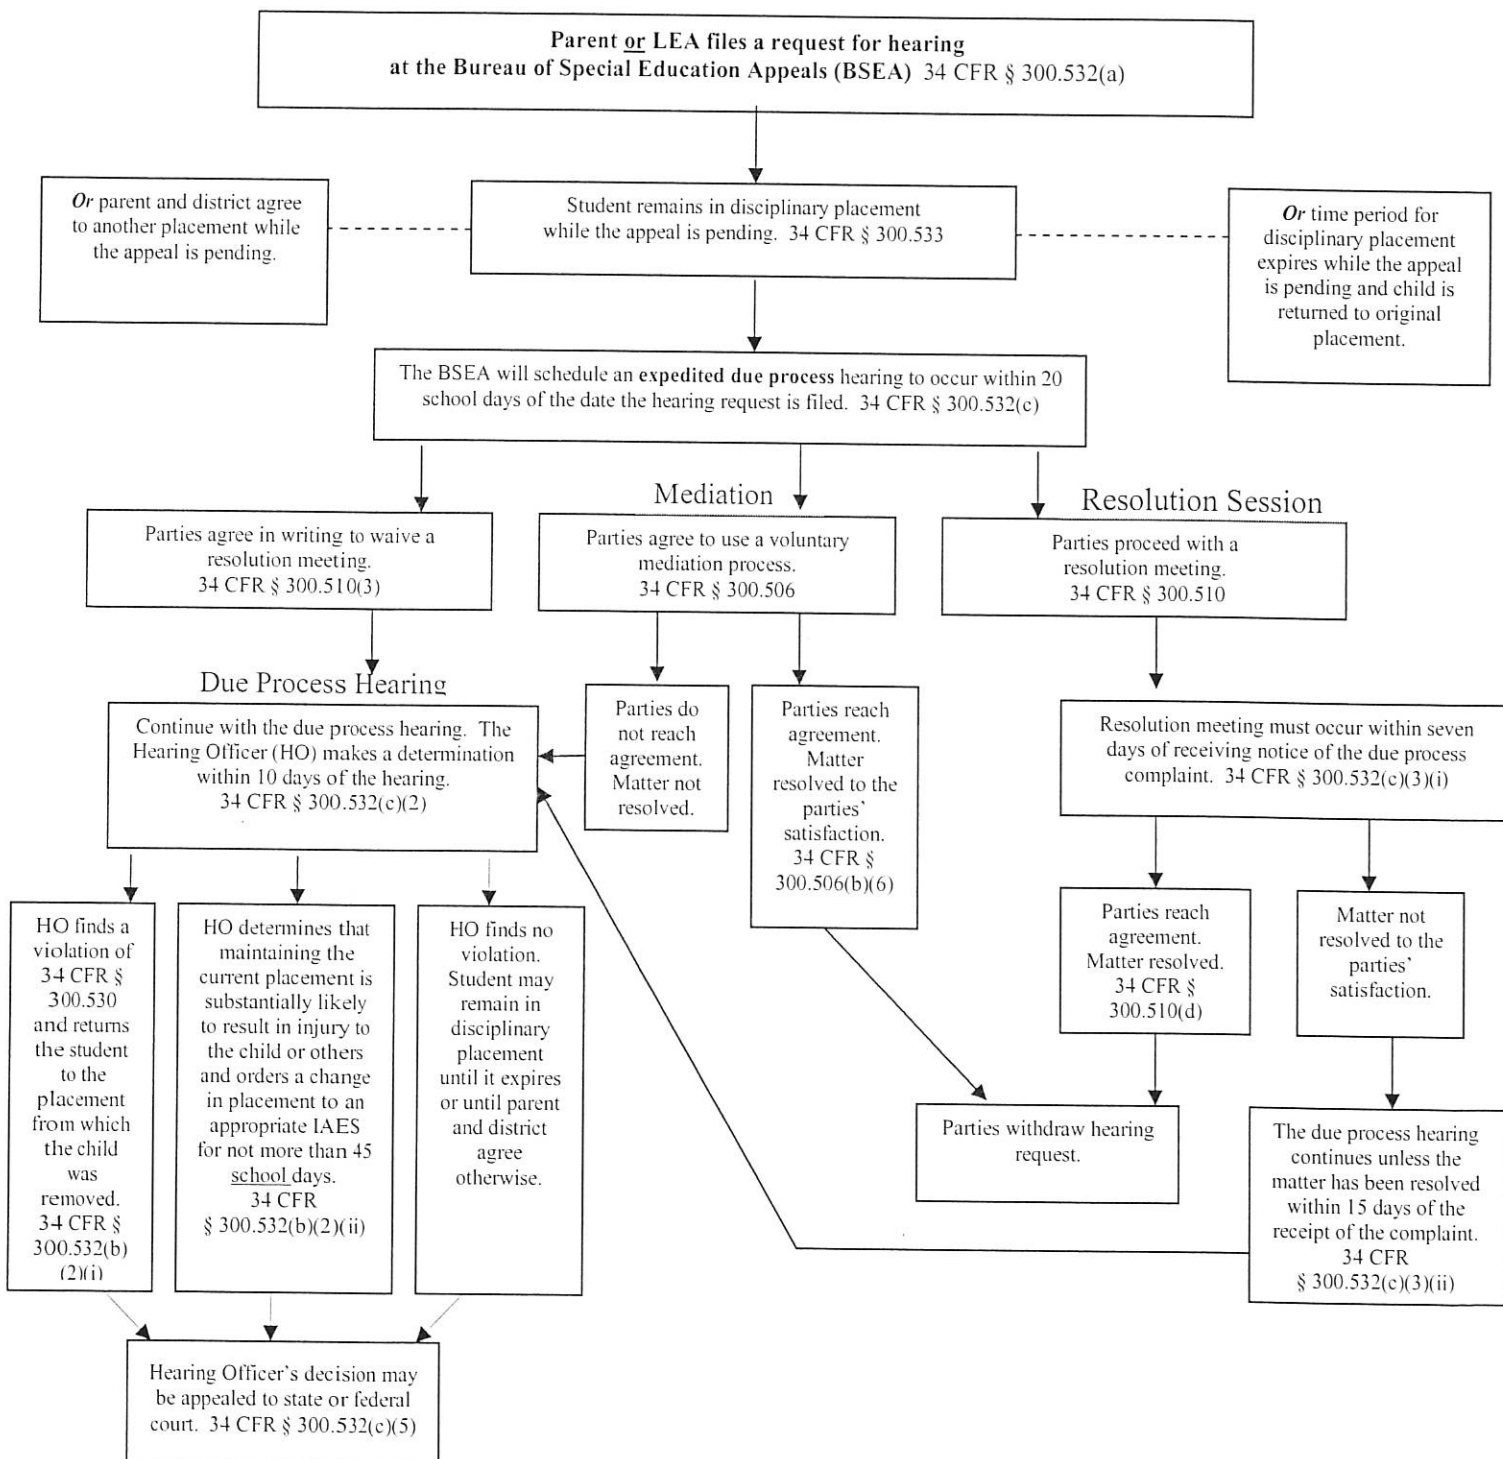 Parent or LEA files a request for hearing
at the Bureau of Special Education Appeals (BSEA) 34 CFR § 300.532(a)
Or parent and district agree
to another placement while
the appeal is pending.
Student remains in disciplinary placement
while the appeal is pending. 34 CFR § 300.533
Or time period for
disciplinary placement
expires while the appeal
is pending and child is
returned to original
placement.
The BSEA will schedule an expedited due process hearing to occur within 20
school days of the date the hearing request is filed. 34 CFR § 300.532(c)
Parties agree in writing to waive a
resolution meeting.
34 CFR § 300.510(3)
Mediation
Parties agree to use a voluntary
mediation process.
34 CFR § 300.506
Resolution Session
Parties proceed with a
resolution meeting.
34 CFR § 300.510
Due Process Hearing
Continue with the due process hearing. The
Hearing Officer (HO) makes a determination
within 10 days of the hearing.
34 CFR § 300.532(c)(2)
Parties do
not reach
agreement.
Matter not
resolved.
Parties reach
agreement.
Matter
resolved to the
parties'
satisfaction.
34 CFR §
300.506(b)(6)
Resolution meeting must occur within seven
days of receiving notice of the due process
complaint. 34 CFR § 300.532(c)(3)(i)
HO finds a
violation of
34 CFR §
300.530
and returns
the student
to the
placement
from which
the child
was
removed.
34 CFR §
300.532(b)
(2)(i)
HO determines that
maintaining the
current placement is
substantially likely
to result in injury to
the child or others
and orders a change
in placement to an
appropriate IAES
for not more than 45
school days.
34 CFR
§ 300.532(b)(2)(ii)
HO finds no
violation.
Student may
remain in
disciplinary
placement
until it expires
or until parent
and district
agree
otherwise.
Parties reach
agreement.
Matter resolved.
34 CFR §
300.510(d)
Matter not
resolved to the
parties'
satisfaction.
Parties withdraw hearing
request.
The due process hearing
continues unless the
matter has been resolved
within 15 days of the
receipt of the complaint.
34 CFR
§ 300.532(c)(3)(ii)
Hearing Officer's decision may
be appealed to state or federal
court. 34 CFR § 300.532(c)(5)